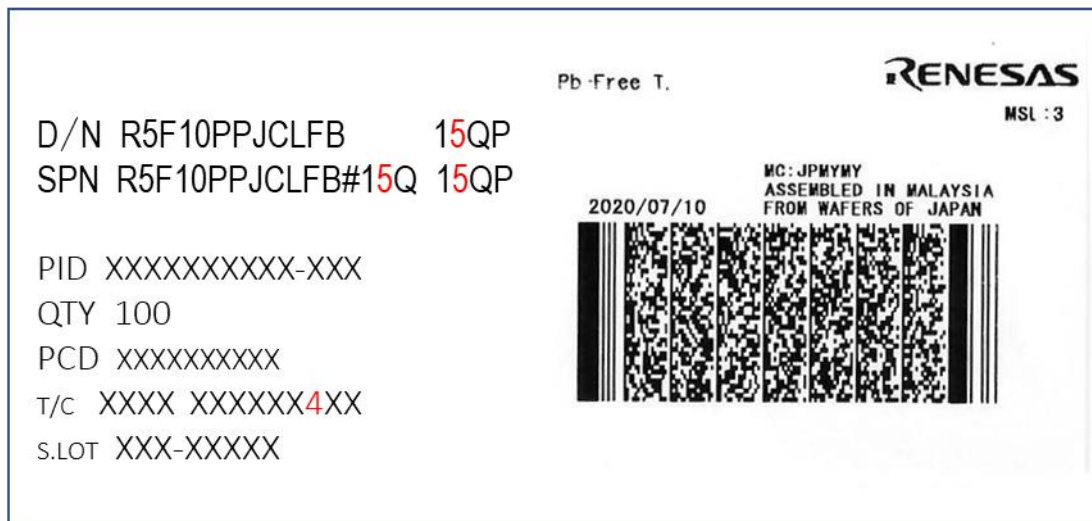 D/N R5F10PPJCLFB 15QP
SPN R5F10PPJCLFB#15Q 15QP
PID XXXXXXXXXX-XXX
QTY 100
PCD XXXXXXXXXX
T/C XXXX XXXXXX4XX
S.LOT XXX-XXXXX
Pb-Free T.
RENESAS
MSL :3
MC:JPMYMY
ASSEMBLED IN MALAYSIA
2020/07/10 FROM WAFERS OF JAPAN